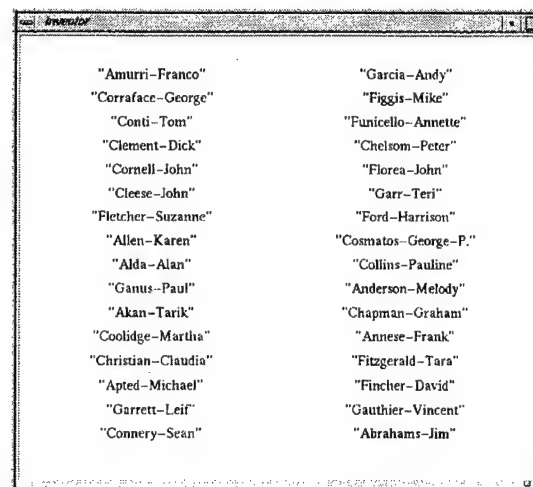 Inventor
"Amurri-Franco" "Garcia-Andy"
"Corraface-George" "Figgis-Mike"
"Conti-Tom" "Funicello-Annette"
"Clement-Dick" "Chelsom-Peter"
"Cornell-John" "Florea-John"
"Cleese-John" "Garr-Teri"
"Fletcher-Suzanne" "Ford-Harrison"
"Allen-Karen" "Cosmatos-George-P."
"Alda-Alan" "Collins-Pauline"
"Ganus-Paul" "Anderson-Melody"
"Akan-Tarik" "Chapman-Graham"
"Coolidge-Martha" "Annese-Frank"
"Christian-Claudia" "Fitzgerald-Tara"
"Apted-Michael" "Fincher-David"
"Garrett-Leif" "Gauthier-Vincent"
"Connery-Sean" "Abrahams-Jim"